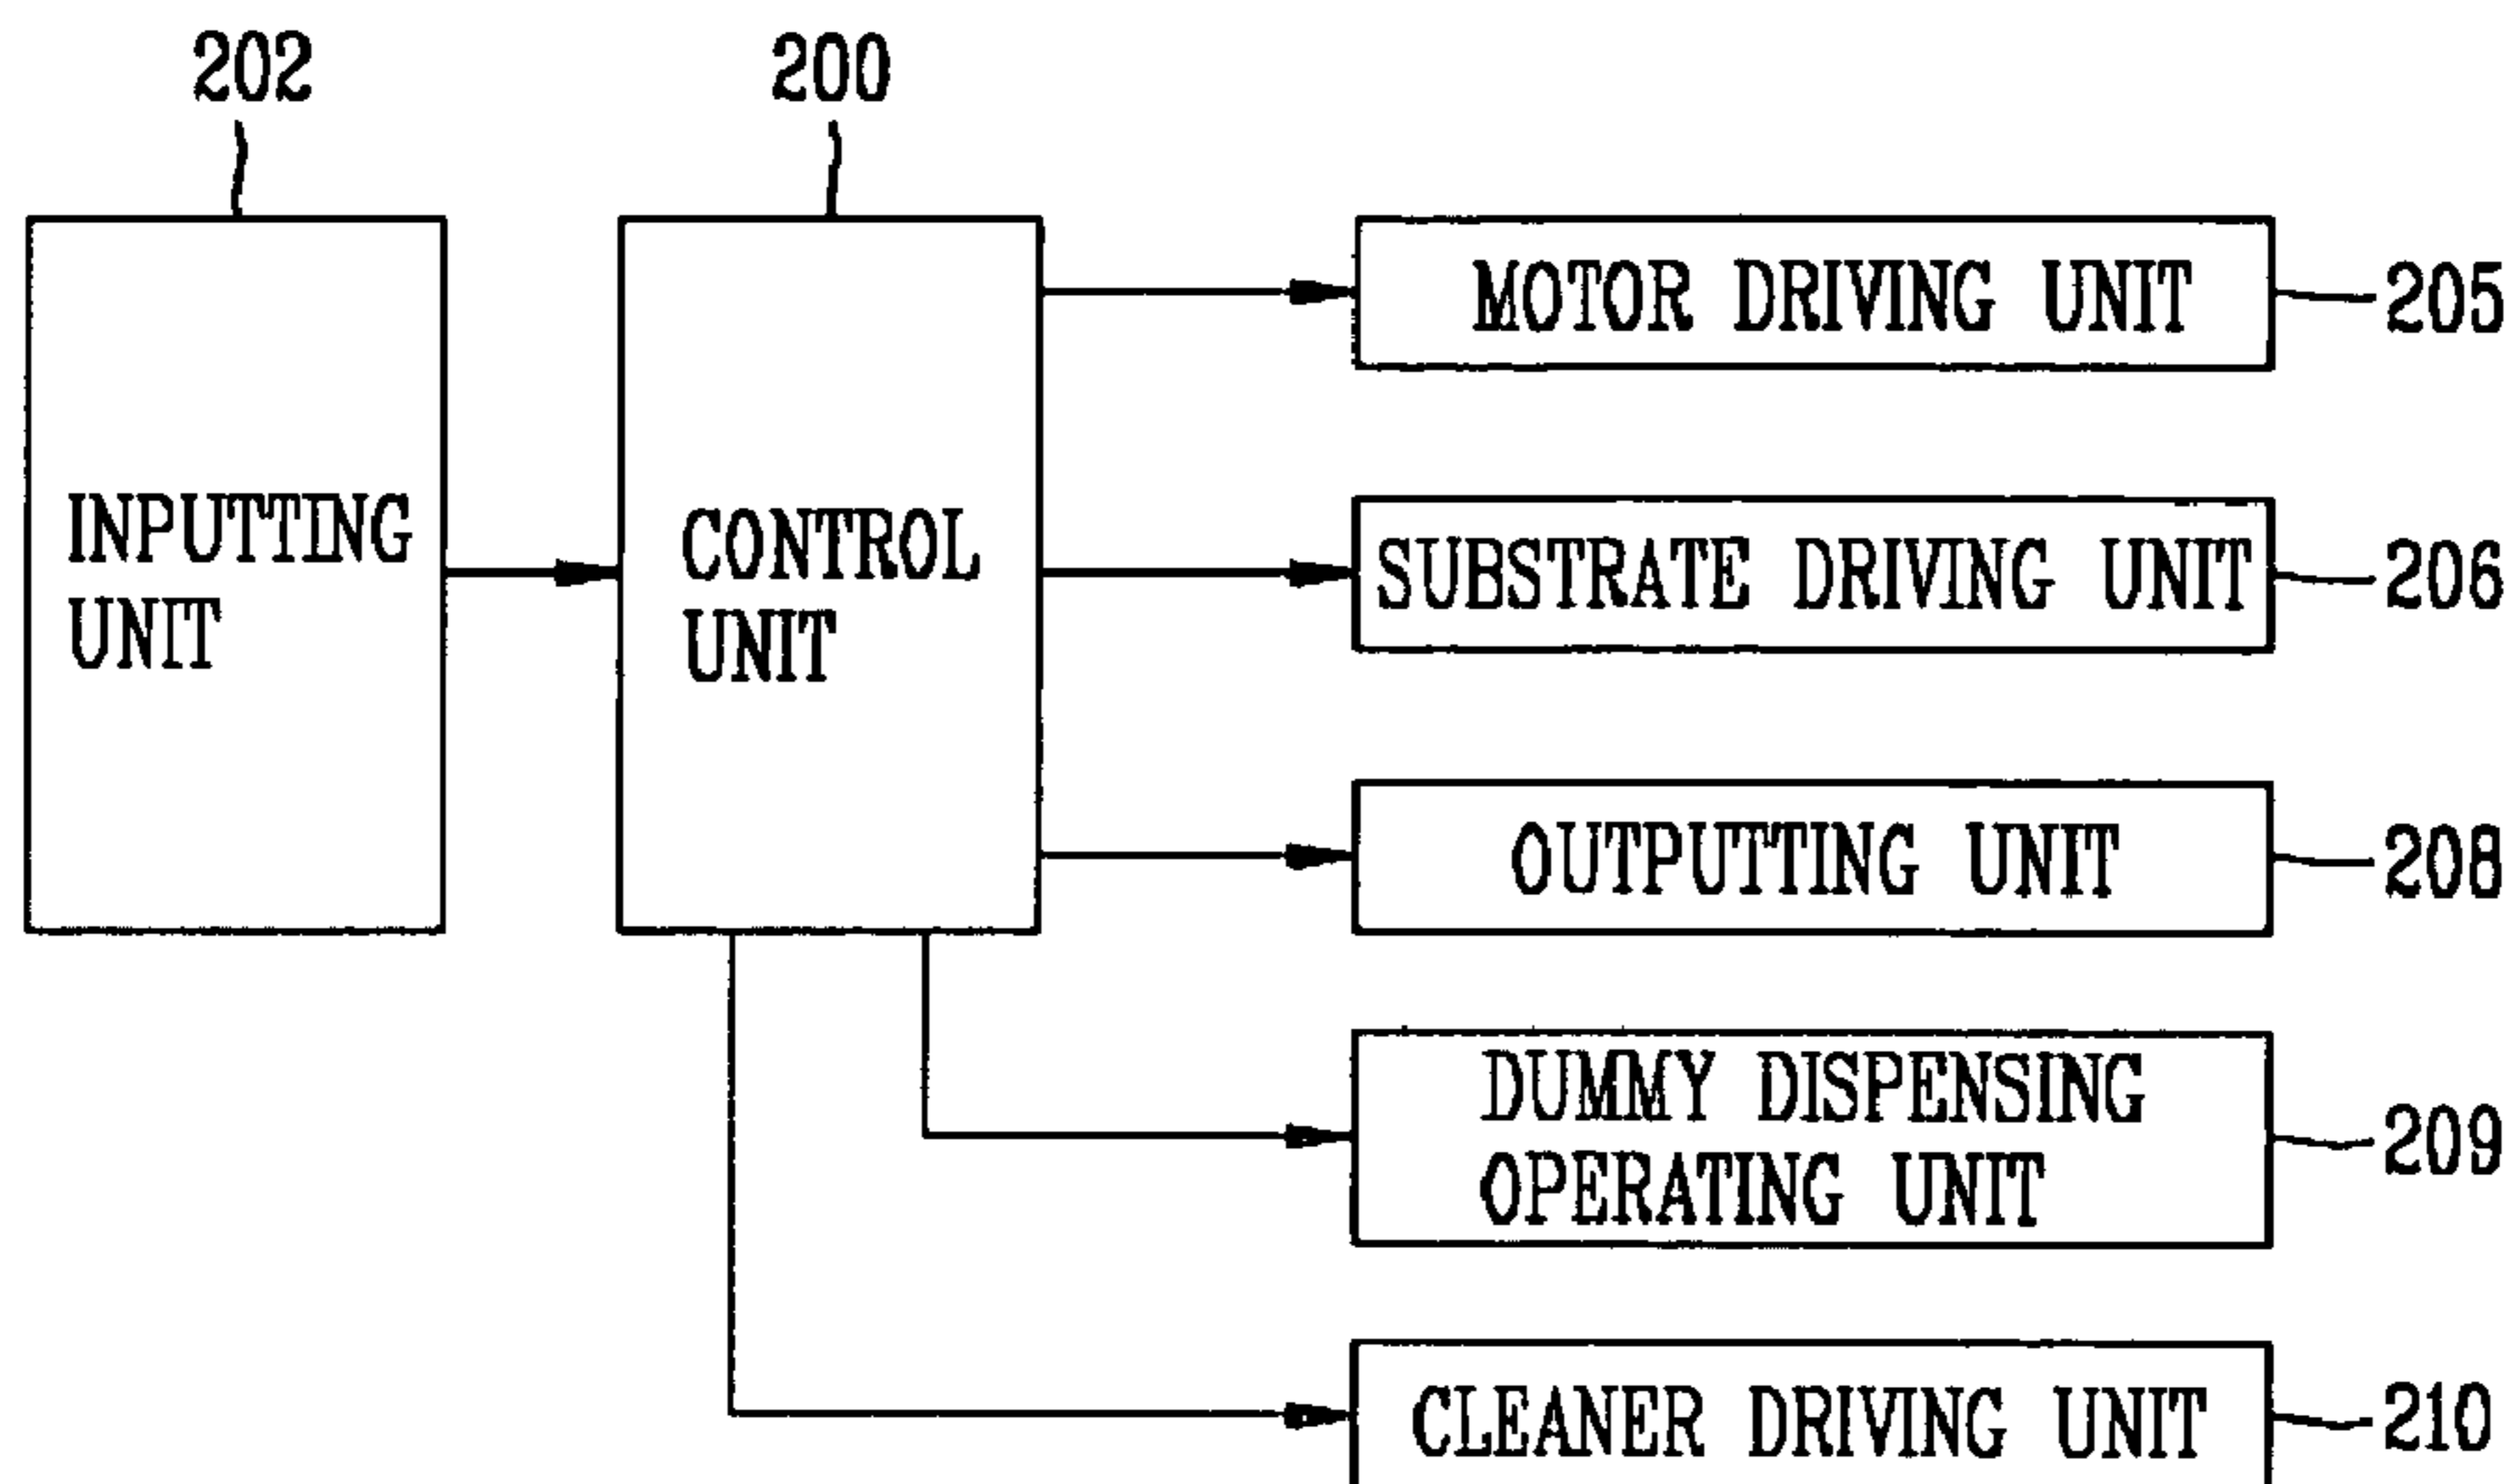 202
200
INPUTTING
UNIT
CONTROL
UNIT
MOTOR DRIVING UNIT
205
SUBSTRATE DRIVING UNIT
206
OUTPUTTING UNIT
208
DUMMY DISPENSING
OPERATING UNIT
209
CLEANER DRIVING UNIT
210